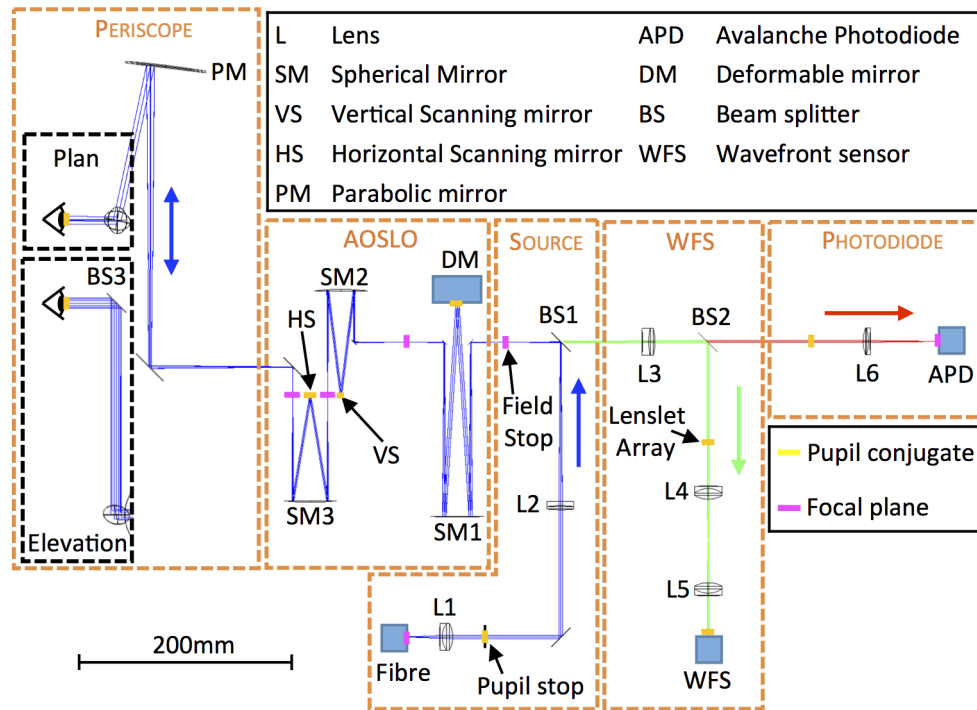 PERISCOPE
PM
Plan
BS3
Elevation
200mm
L Lens
SM Spherical Mirror
VS Vertical Scanning mirror
HS Horizontal Scanning mirror
PM Parabolic mirror
APD Avalanche Photodiode
DM Deformable mirror
BS Beam splitter
WFS Wavefront sensor
AOSLO
SM2
DM
HS
VS
SM3
SM1
SOURCE
BS1
Field
Stop
L2
L1
Fibre
Pupil stop
WFS
BS2
L3
Lenslet
Array
L4
L5
WFS
PHOTODIODE
L6
APD
Pupil conjugate
Focal plane